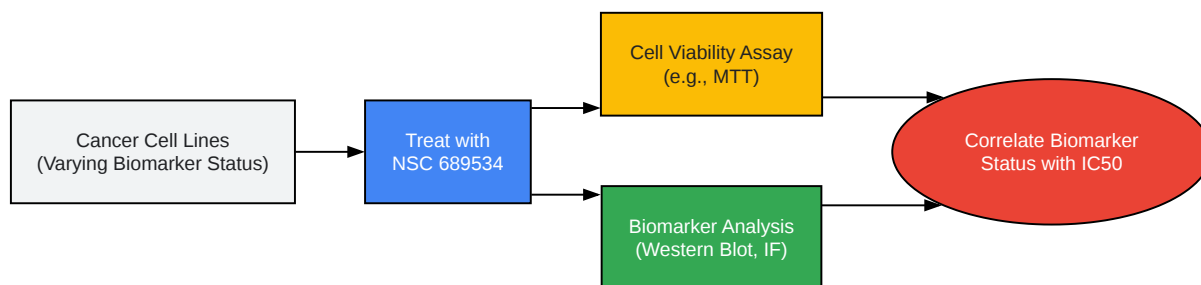 Cancer Cell Lines
(Varying Biomarker Status)
Treat with
NSC 689534
Cell Viability Assay
(e.g., MTT)
Biomarker Analysis
(Western Blot, IF)
Correlate Biomarker
Status with IC50